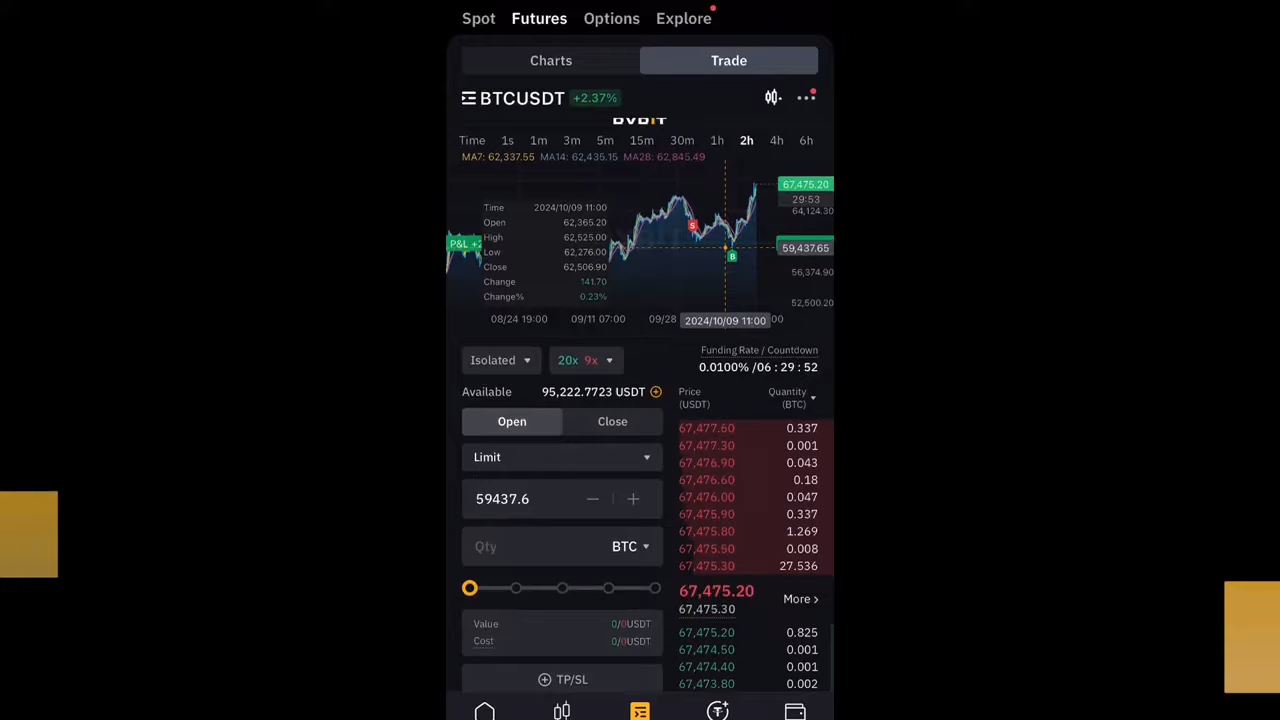 Spot Futures Options Explore
Charts Trade
BTCUSDT +2.37%
BYBIT
Time 1s 1m 3m 5m 15m 30m 1h 2h 4h 6h
MA7: 62,337.55 MA14: 62,435.15 MA28: 62,845.49
67,475.20
29:53
64,124.30
Time 2024/10/09 11:00
Open 62,365.20
High 62,525.00
Low 62,276.00
Close 62,506.90
Change 141.70
Change% 0.23%
S
P&L +2
B
59,437.65
56,374.90
52,500.20
08/24 19:00 09/11 07:00 09/28 2024/10/09 11:00 00
Isolated 20x 9x
Funding Rate / Countdown
0.0100% /06 : 29 : 52
Available 95,222.7723 USDT
Open Close
Limit
59437.6
Qty BTC
Value 0/0USDT
Cost 0/0USDT
TP/SL
Price Quantity
(USDT) (BTC)
67,477.60 0.337
67,477.30 0.001
67,476.90 0.043
67,476.60 0.18
67,476.00 0.047
67,475.90 0.337
67,475.80 1.269
67,475.50 0.008
67,475.30 27.536
67,475.20
67,475.30
More
67,475.20 0.825
67,474.50 0.001
67,474.40 0.001
67,473.80 0.002